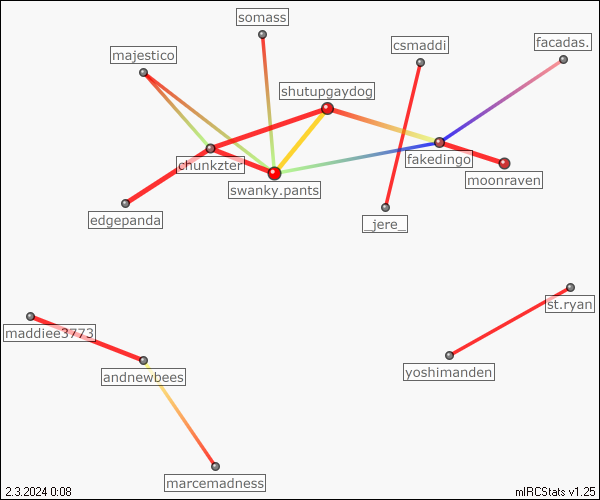 somass
csmaddi
facadas.
majestico
shutupgaydog
chunkzter
fakedingo
swanky.pants
moonraven
edgepanda
_jere_
st.ryan
maddiee3773
yoshimanden
andnewbees
marcemadness
2.3.2024 0:08
mIRCStats v1.25